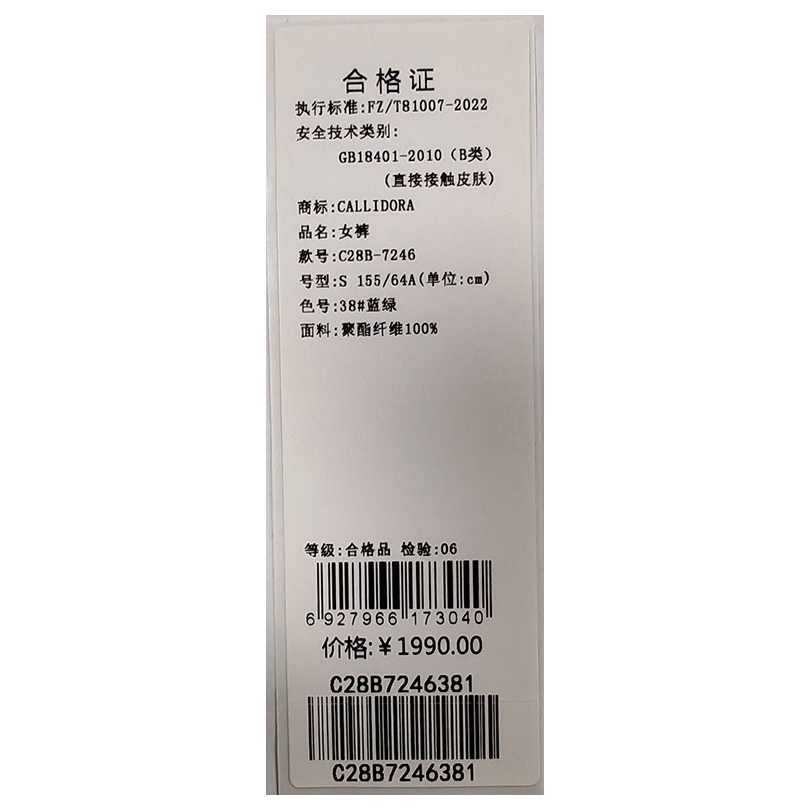 合格证
执行标准:FZ/T81007-2022
安全技术类别:
GB18401-2010（B类）
(直接接触皮肤)
商标:CALLIDORA
品名:女裤
款号:C28B-7246
号型:S 155/64A(单位:cm)
色号:38#蓝绿
面料:聚酯纤维100%
等级:合格品 检验:06
6 927966 173040
价格:￥1990.00
C28B7246381
C28B7246381